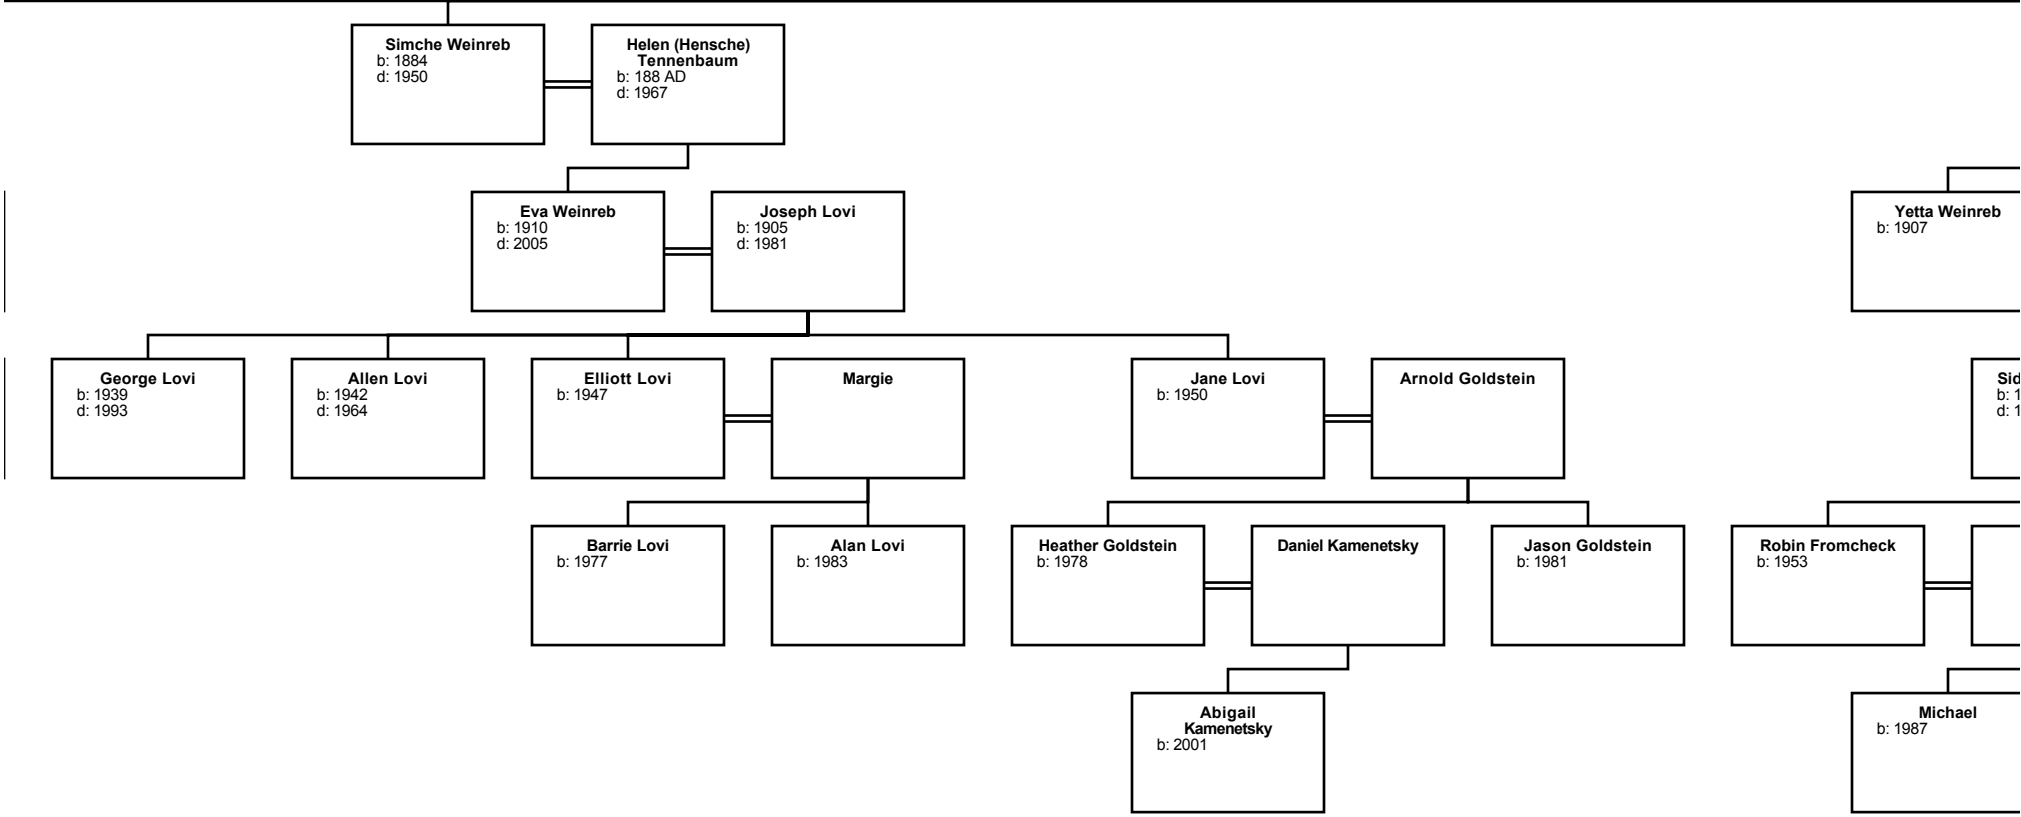 Simche Weinreb
b: 1884
d: 1950
Helen (Hensche)
Tennenbaum
b: 188 AD
d: 1967
Eva Weinreb
b: 1910
d: 2005
Joseph Lovi
b: 1905
d: 1981
Yetta Weinreb
b: 1907
George Lovi
b: 1939
d: 1993
Allen Lovi
b: 1942
d: 1964
Elliott Lovi
b: 1947
Margie
Jane Lovi
b: 1950
Arnold Goldstein
Sid
b: 1
d: 1
Barrie Lovi
b: 1977
Alan Lovi
b: 1983
Heather Goldstein
b: 1978
Daniel Kamenetsky
Jason Goldstein
b: 1981
Robin Fromcheck
b: 1953
Abigail
Kamenetsky
b: 2001
Michael
b: 1987